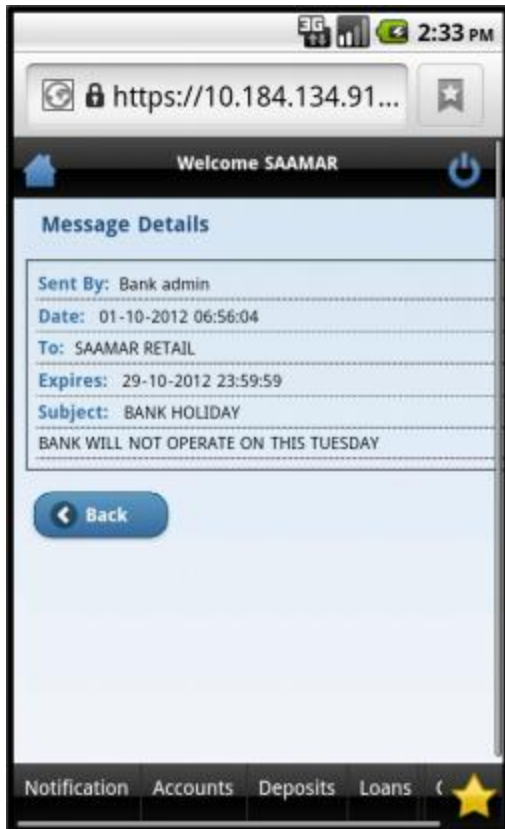 3G 2:33 PM
https://10.184.134.91...
Welcome SAAMAR
Message Details
Sent By: Bank admin
Date: 01-10-2012 06:56:04
To: SAAMAR RETAIL
Expires: 29-10-2012 23:59:59
Subject: BANK HOLIDAY
BANK WILL NOT OPERATE ON THIS TUESDAY
Back
Notification Accounts Deposits Loans